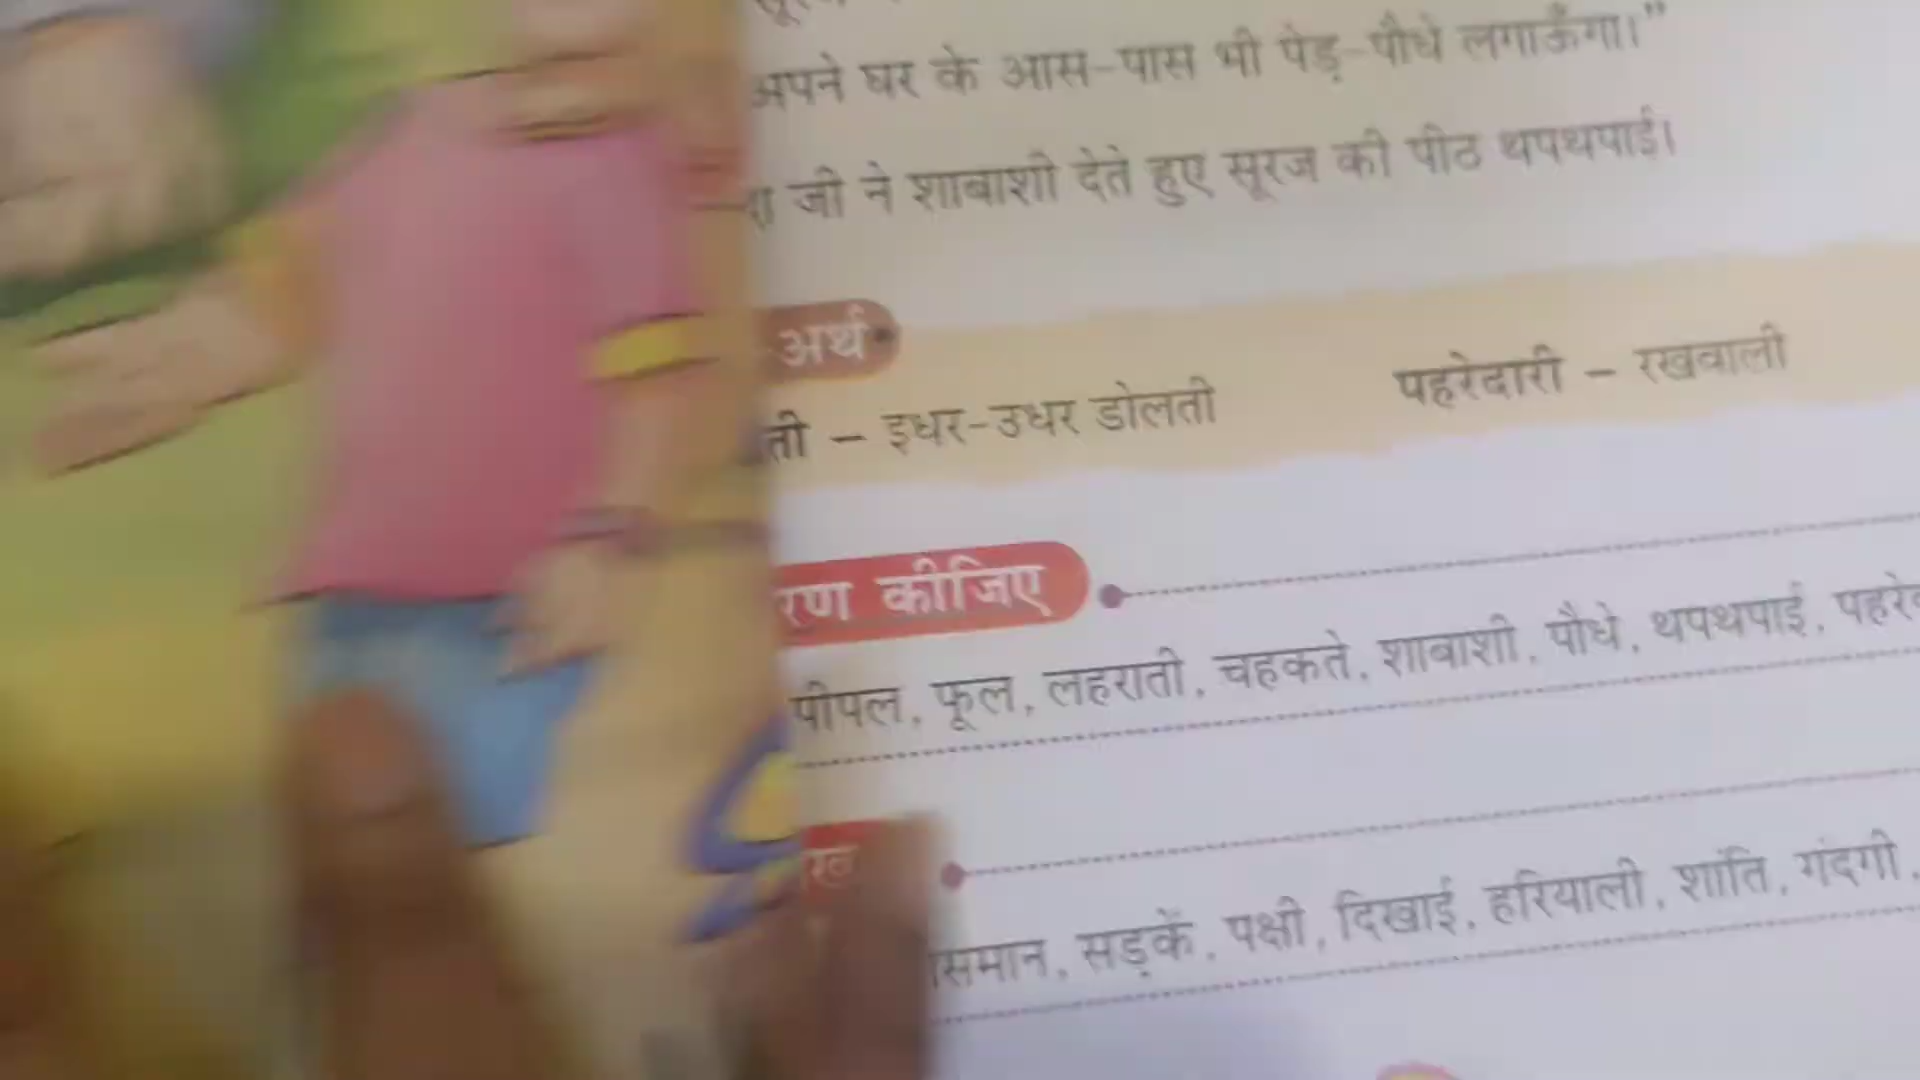 अपने घर के आस-पास भी पेड़-पौधे लगाऊँगा।”
जी ने शाबाशी देते हुए सूरज की पीठ थपथपाई।
अर्थ
ती – इधर-उधर डोलती पहरेदारी – रखवाली
रण कीजिए
पीपल, फूल, लहराती, चहकते, शाबाशी, पौधे, थपथपाई, पहरे
समान, सड़कें, पक्षी, दिखाई, हरियाली, शांति, गंदगी,